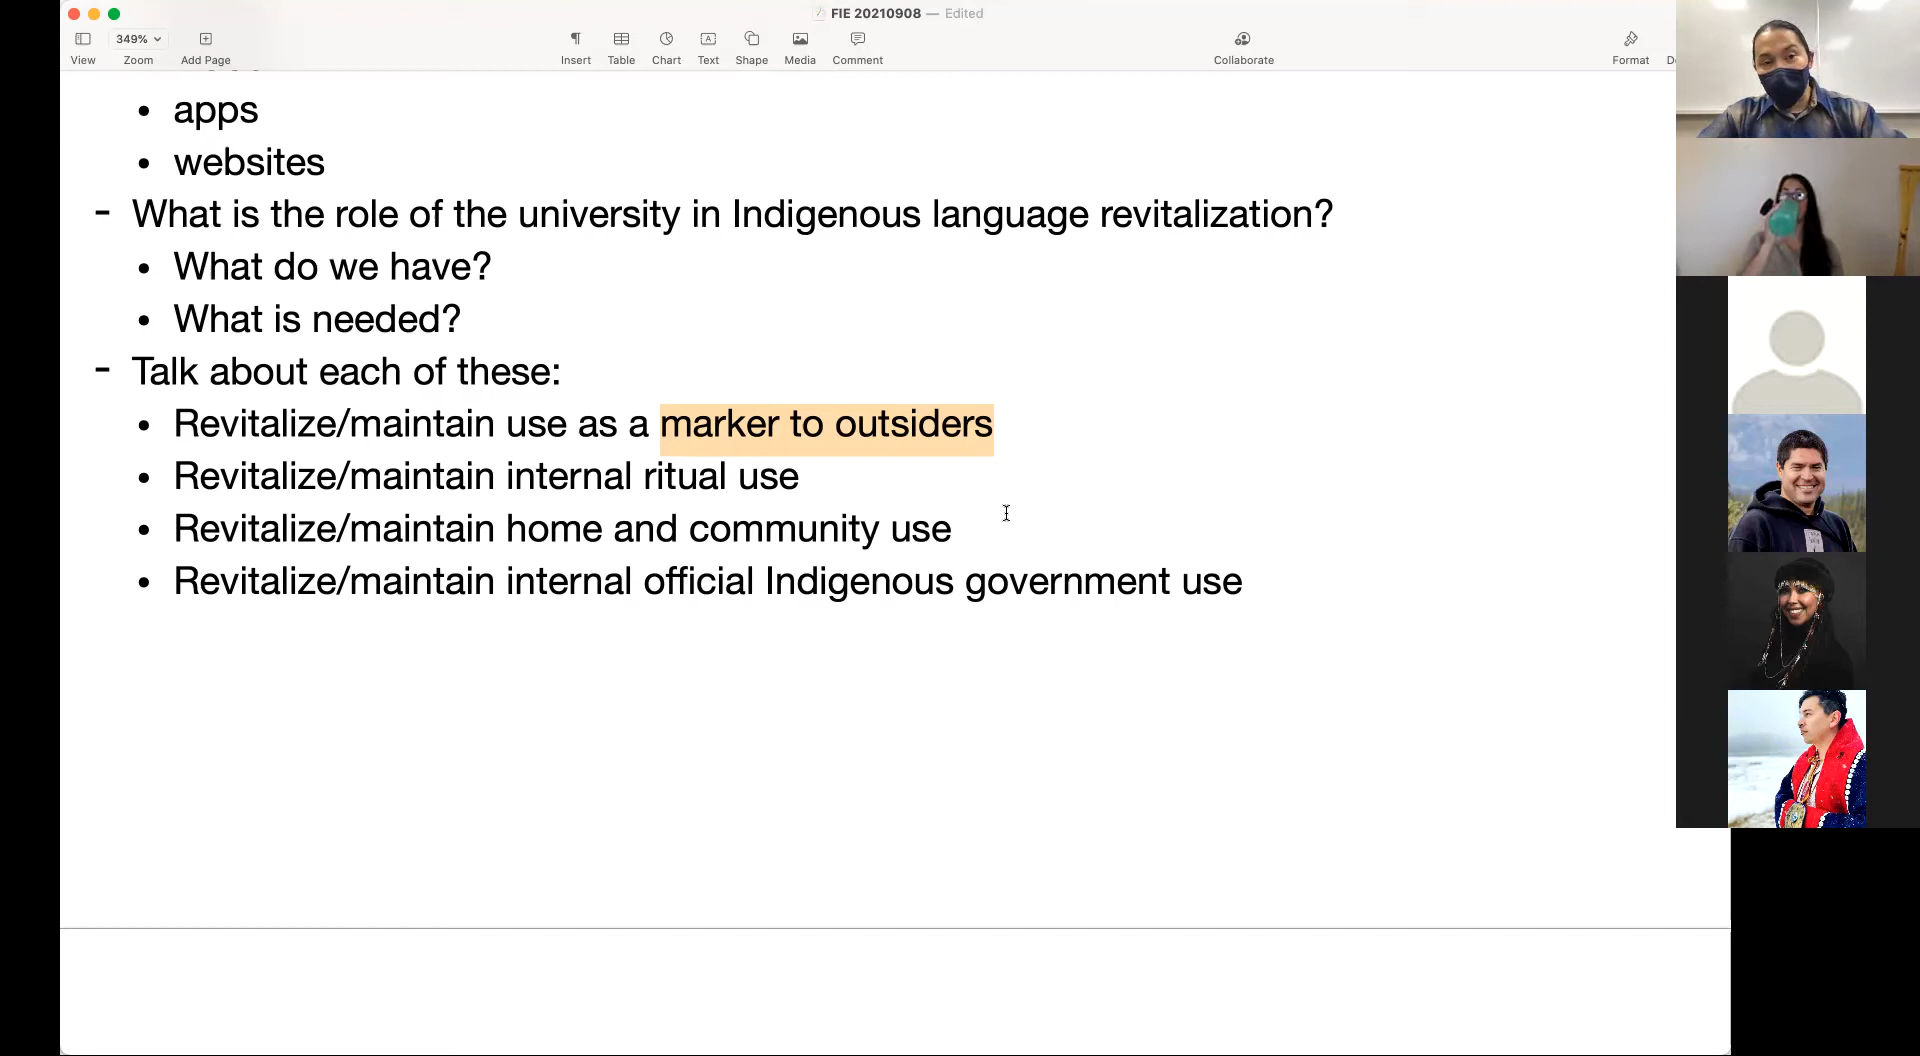 FIE 20210908 — Edited
349%
View
Zoom
Add Page
Insert
Table
Chart
Text
Shape
Media
Comment
Collaborate
Format
• apps
• websites
- What is the role of the university in Indigenous language revitalization?
• What do we have?
• What is needed?
- Talk about each of these:
• Revitalize/maintain use as a marker to outsiders
• Revitalize/maintain internal ritual use
• Revitalize/maintain home and community use
• Revitalize/maintain internal official Indigenous government use